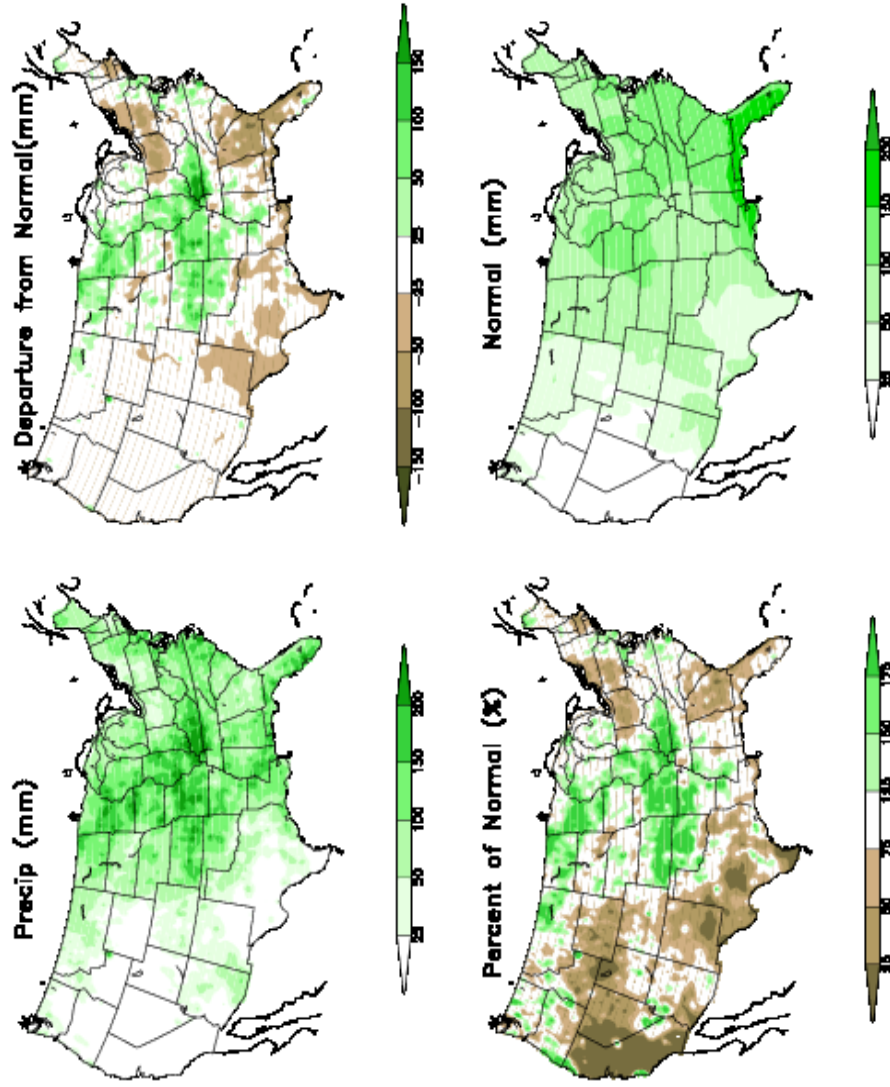 Precip (mm)
25 50 100 150 200
Departure from Normal(mm)
-150 -100 -50 -25 25 50 100 150
Percent of Normal (%)
25 50 75 125 150 175
Normal (mm)
25 50 100 150 200